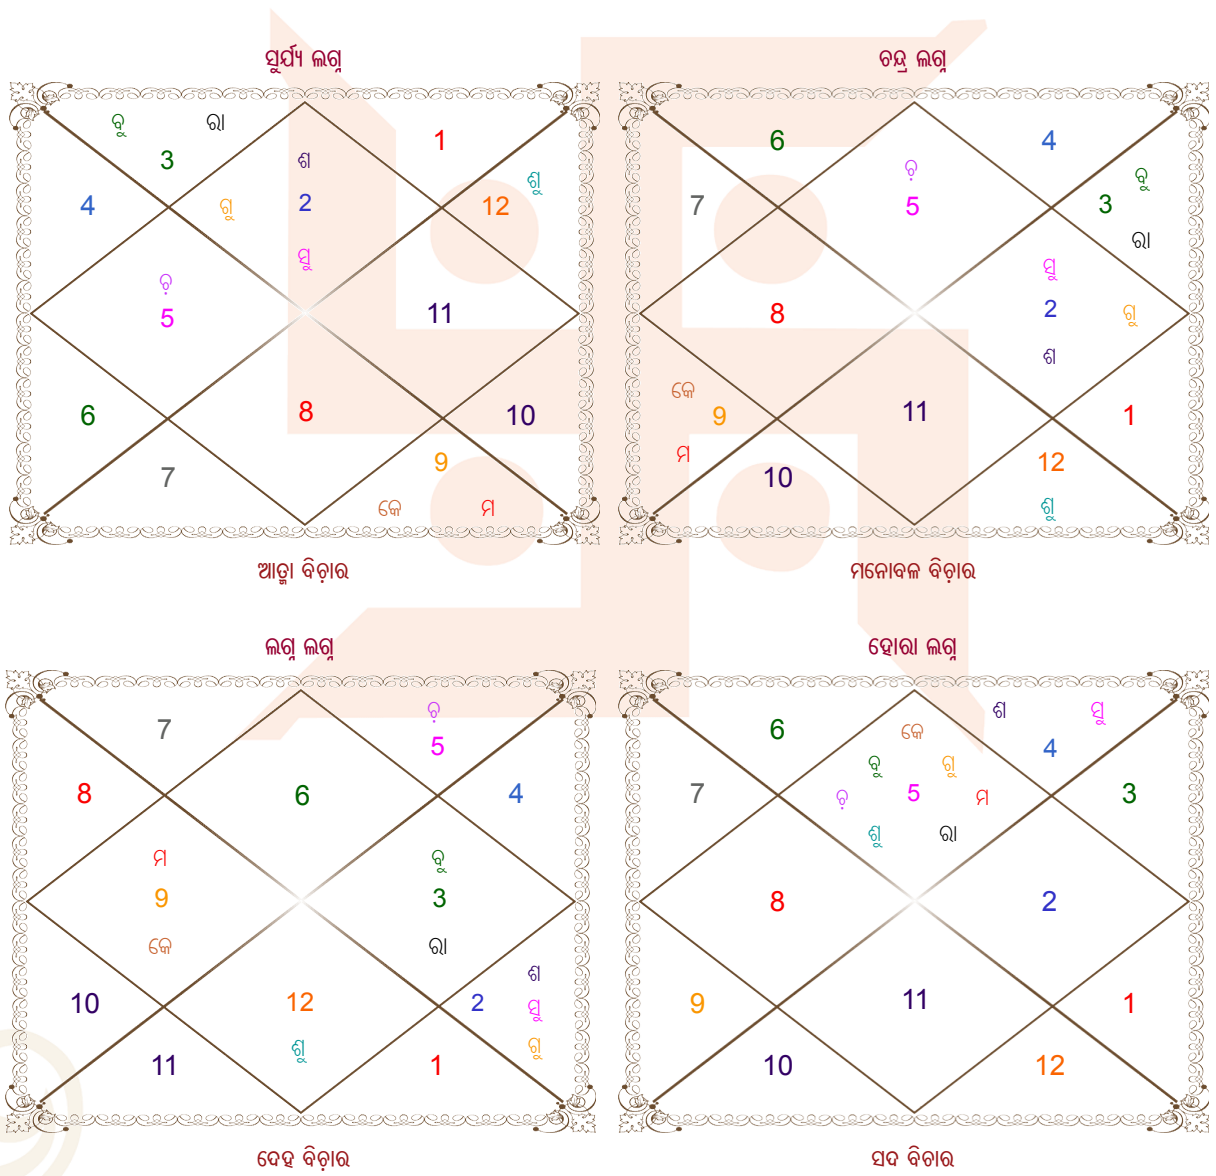 ସୂର୍ଯ୍ୟ ଲଗ୍ନ
ବୁ ରା
3
1
ଶ
ଶୁ
4
ଗୁ
2
12
ସୁ
ଚ଼
5
11
6
8
10
7
9
କେ ମ
ଆତ୍ମା ବିଚ଼ାର
ଚନ୍ଦ୍ର ଲଗ୍ନ
6
4
ଚ଼
ବୁ
7
5
3
ରା
ସୁ
8
2
ଗୁ
ଶ
କେ
9
11
1
ମ
10
12
ଶୁ
ମନୋବଳ ବିଚ଼ାର
ଲଗ୍ନ ଲଗ୍ନ
7
ଚ଼
5
8
6
4
ମ
ବୁ
9
3
କେ
ରା
ଶ
10
12
2
ସୁ
ଶୁ
ଗୁ
11
1
ଦେହ ବିଚ଼ାର
ହୋରା ଲଗ୍ନ
ଶ ସୁ
6
କେ
4
ବୁ ଗୁ
7
ଚ଼ 5 ମ
3
ଶୁ ରା
8
2
9
11
1
10
12
ସଦ ବିଚାର